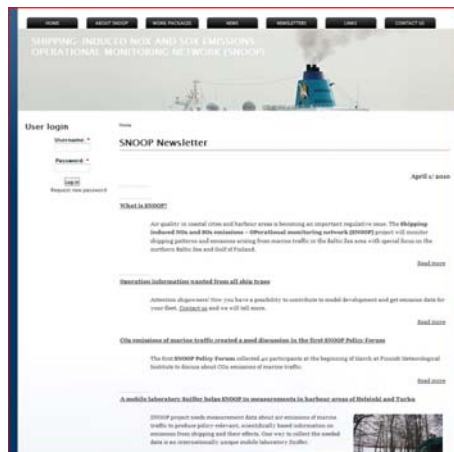 HOME ABOUT SNOOP WORK PACKAGES NEWS NEWSLETTERS LINKS CONTACT US
SHIPPING-INDUCED NOX AND SOX EMISSIONS -
OPERATIONAL MONITORING NETWORK (SNOOP)
User login
Username: *
Password: *
Log in
Request new password
Home
SNOOP Newsletter
April 1/ 2010
What is SNOOP?
Air quality in coastal cities and harbour areas is becoming an important regulative issue. The Shipping-
induced NOx and SOx emissions – OPerational monitoring network (SNOOP) project will monitor
shipping patterns and emissions arising from marine traffic in the Baltic Sea area with special focus on the
northern Baltic Sea and Gulf of Finland.
Read more
Operation information wanted from all ship types
Attention shipowners! Now you have a possibility to contribute to model development and get emission data for
your fleet. Contact us and we will tell more.
Read more
CO2 emissions of marine traffic created a good discussion in the first SNOOP Policy Forum
The first SNOOP Policy Forum collected 40 participants at the beginning of March at Finnish Meteorological
Institute to discuss about CO2 emissions of marine traffic.
Read more
A mobile laboratory Sniffer helps SNOOP in measurements in harbour areas of Helsinki and Turku
SNOOP project needs measurement data about air emissions of marine
traffic to produce policy-relevant, scientifically based information on
emissions from shipping and their effects. One way to collect the needed
data is an internationally unique mobile laboratory Sniffer.